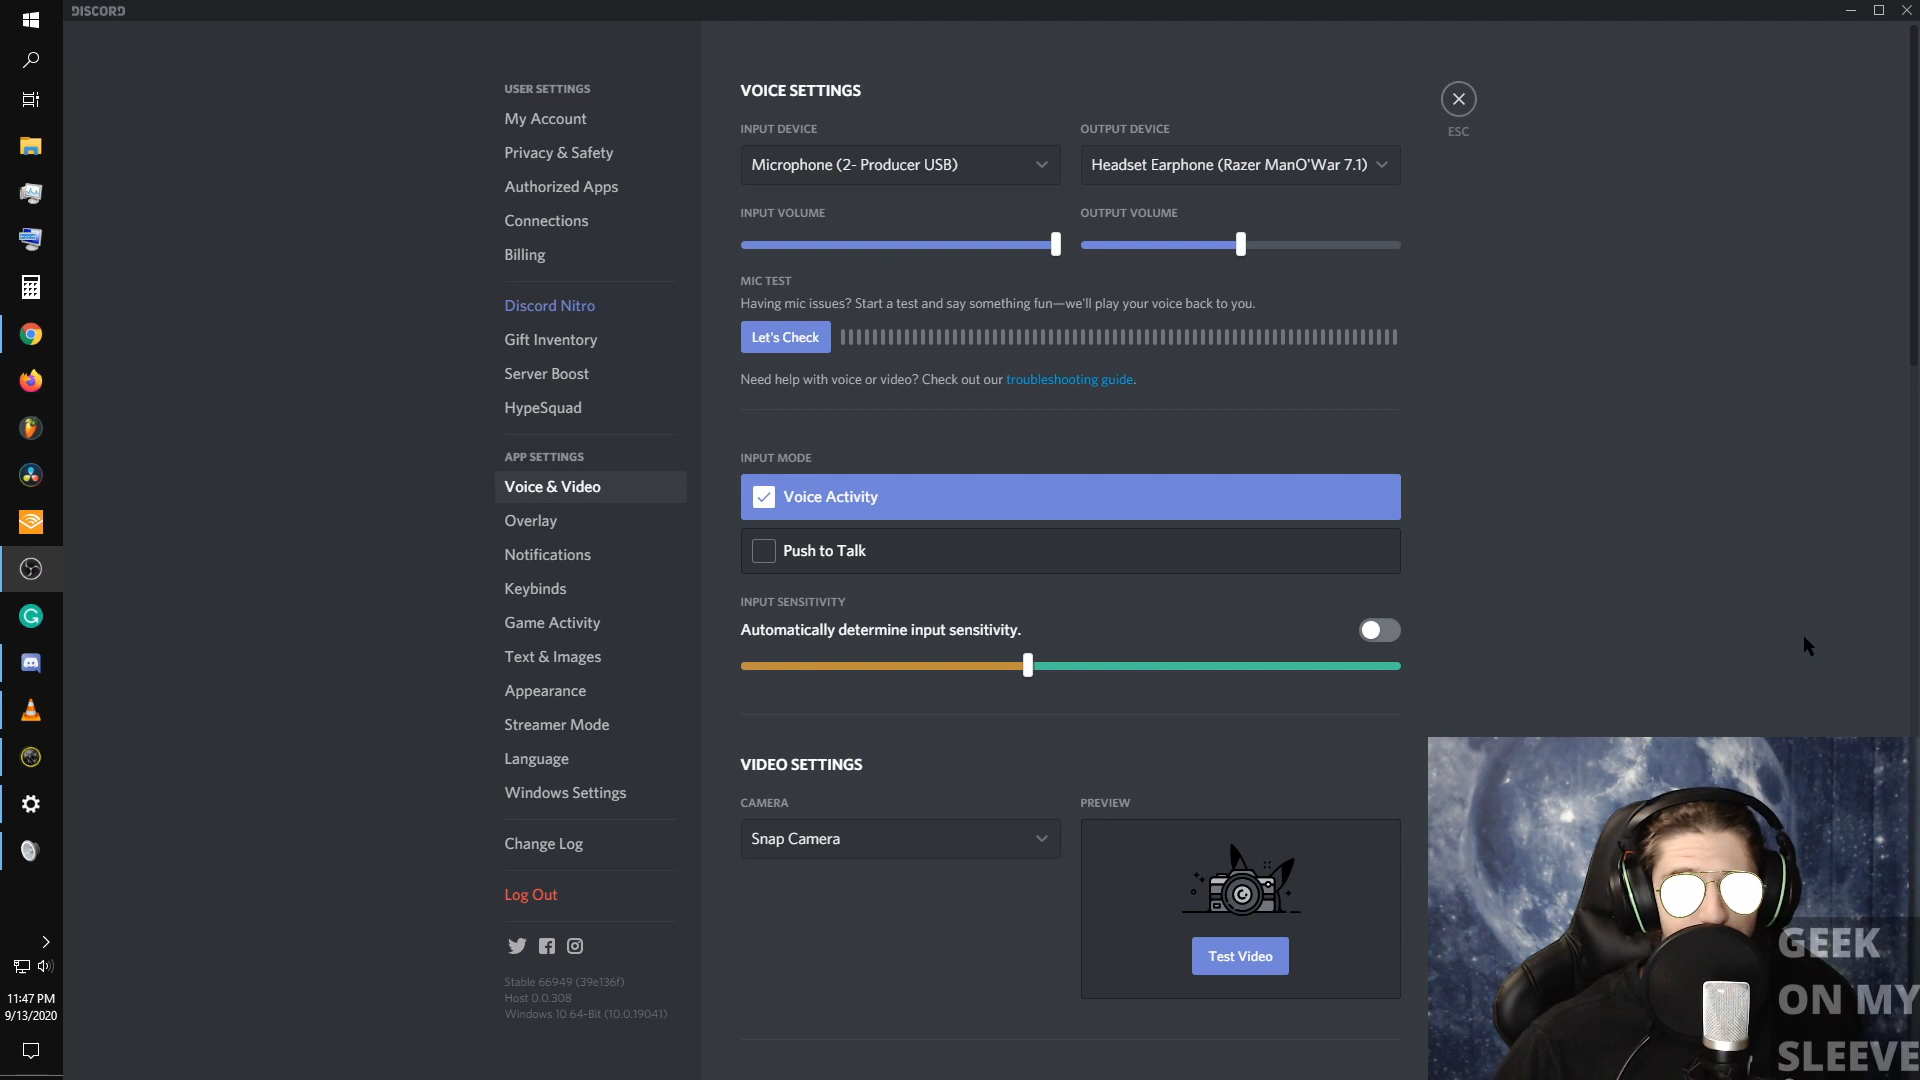 DISCORD
USER SETTINGS
My Account
Privacy & Safety
Authorized Apps
Connections
Billing
Discord Nitro
Gift Inventory
Server Boost
HypeSquad
APP SETTINGS
Voice & Video
Overlay
Notifications
Keybinds
Game Activity
Text & Images
Appearance
Streamer Mode
Language
Windows Settings
Change Log
Log Out
Stable 66949 (39e136f)
Host 0.0.308
Windows 10 64-Bit (10.0.19041)
VOICE SETTINGS
ESC
INPUT DEVICE
OUTPUT DEVICE
Microphone (2- Producer USB)
Headset Earphone (Razer ManO'War 7.1)
INPUT VOLUME
OUTPUT VOLUME
MIC TEST
Having mic issues? Start a test and say something fun—we'll play your voice back to you.
Let's Check
Need help with voice or video? Check out our troubleshooting guide.
INPUT MODE
Voice Activity
Push to Talk
INPUT SENSITIVITY
Automatically determine input sensitivity.
VIDEO SETTINGS
CAMERA
PREVIEW
Snap Camera
Test Video
GEEK
ON MY
SLEEVE
11:47 PM
9/13/2020